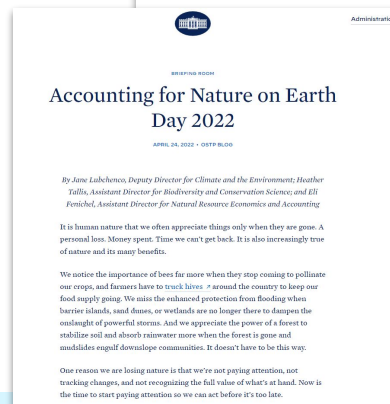 Administratio
BRIEFING ROOM
Accounting for Nature on Earth
Day 2022
APRIL 24, 2022 • OSTP BLOG
By Jane Lubchenco, Deputy Director for Climate and the Environment; Heather
Tallis, Assistant Director for Biodiversity and Conservation Science; and Eli
Fenichel, Assistant Director for Natural Resource Economics and Accounting
It is human nature that we often appreciate things only when they are gone. A
personal loss. Money spent. Time we can't get back. It is also increasingly true
of nature and its many benefits.
We notice the importance of bees far more when they stop coming to pollinate
our crops, and farmers have to truck hives ↗ around the country to keep our
food supply going. We miss the enhanced protection from flooding when
barrier islands, sand dunes, or wetlands are no longer there to dampen the
onslaught of powerful storms. And we appreciate the power of a forest to
stabilize soil and absorb rainwater more when the forest is gone and
mudslides engulf downslope communities. It doesn't have to be this way.
One reason we are losing nature is that we're not paying attention, not
tracking changes, and not recognizing the full value of what's at hand. Now is
the time to start paying attention so we can act before it's too late.